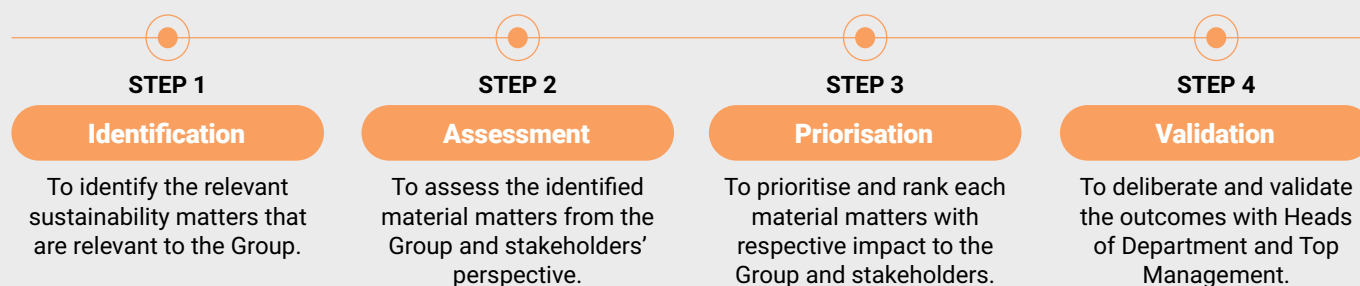 STEP 1
Identification
To identify the relevant
sustainability matters that
are relevant to the Group.
STEP 2
Assessment
To assess the identified
material matters from the
Group and stakeholders’
perspective.
STEP 3
Priorisation
To prioritise and rank each
material matters with
respective impact to the
Group and stakeholders.
STEP 4
Validation
To deliberate and validate
the outcomes with Heads
of Department and Top
Management.